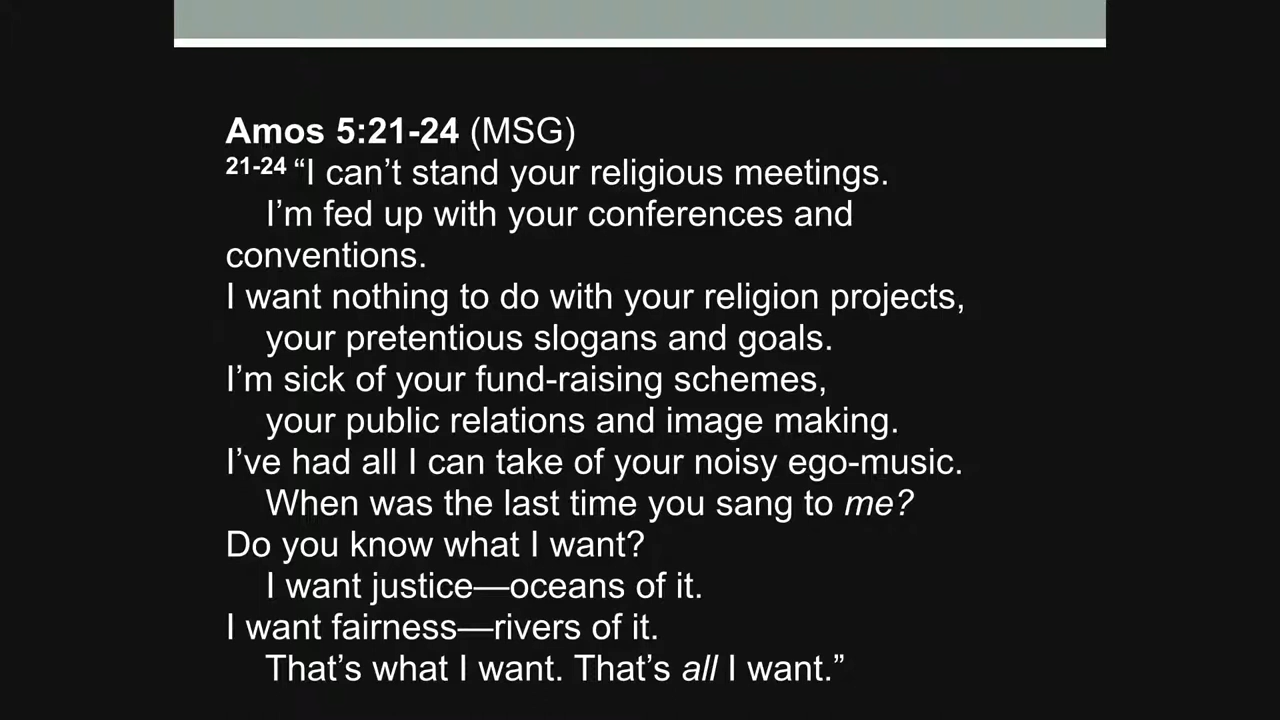 Amos 5:21-24 (MSG)
21-24 “I can’t stand your religious meetings.
I’m fed up with your conferences and
conventions.
I want nothing to do with your religion projects,
your pretentious slogans and goals.
I’m sick of your fund-raising schemes,
your public relations and image making.
I’ve had all I can take of your noisy ego-music.
When was the last time you sang to me?
Do you know what I want?
I want justice—oceans of it.
I want fairness—rivers of it.
That’s what I want. That’s all I want.”